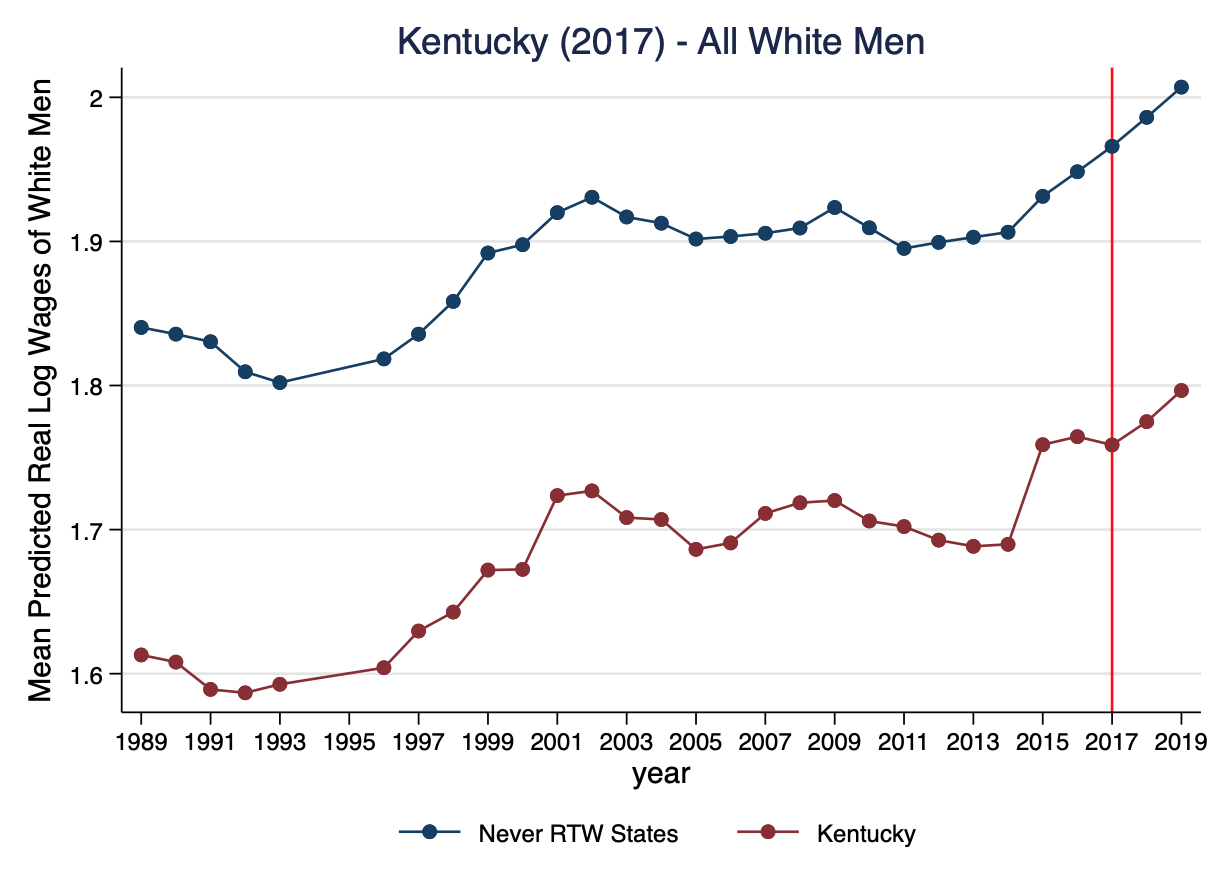 Kentucky (2017) - All White Men
Mean Predicted Real Log Wages of White Men
2
1.9
1.8
1.7
1.6
1989 1991 1993 1995 1997 1999 2001 2003 2005 2007 2009 2011 2013 2015 2017 2019
year
Never RTW States Kentucky